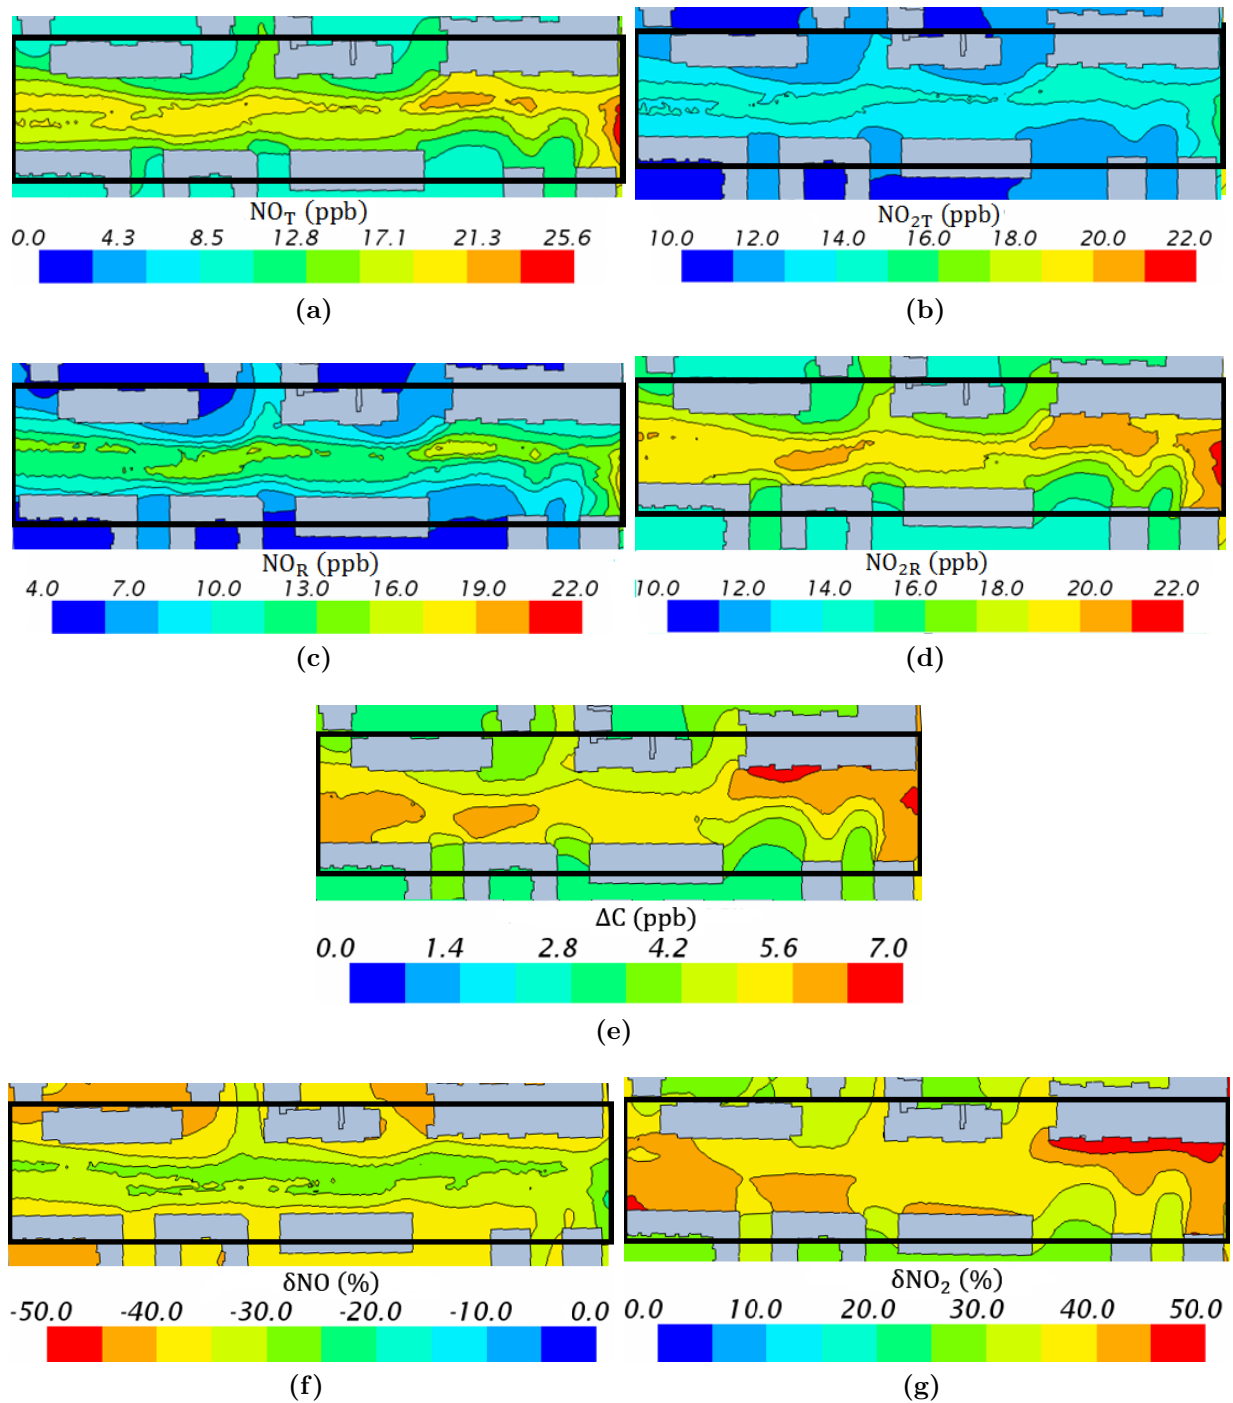 NO_T (ppb)
0.0 4.3 8.5 12.8 17.1 21.3 25.6
(a)
NO_2T (ppb)
10.0 12.0 14.0 16.0 18.0 20.0 22.0
(b)
NO_R (ppb)
4.0 7.0 10.0 13.0 16.0 19.0 22.0
(c)
NO_2R (ppb)
10.0 12.0 14.0 16.0 18.0 20.0 22.0
(d)
ΔC (ppb)
0.0 1.4 2.8 4.2 5.6 7.0
(e)
δNO (%)
-50.0 -40.0 -30.0 -20.0 -10.0 0.0
(f)
δNO₂ (%)
0.0 10.0 20.0 30.0 40.0 50.0
(g)